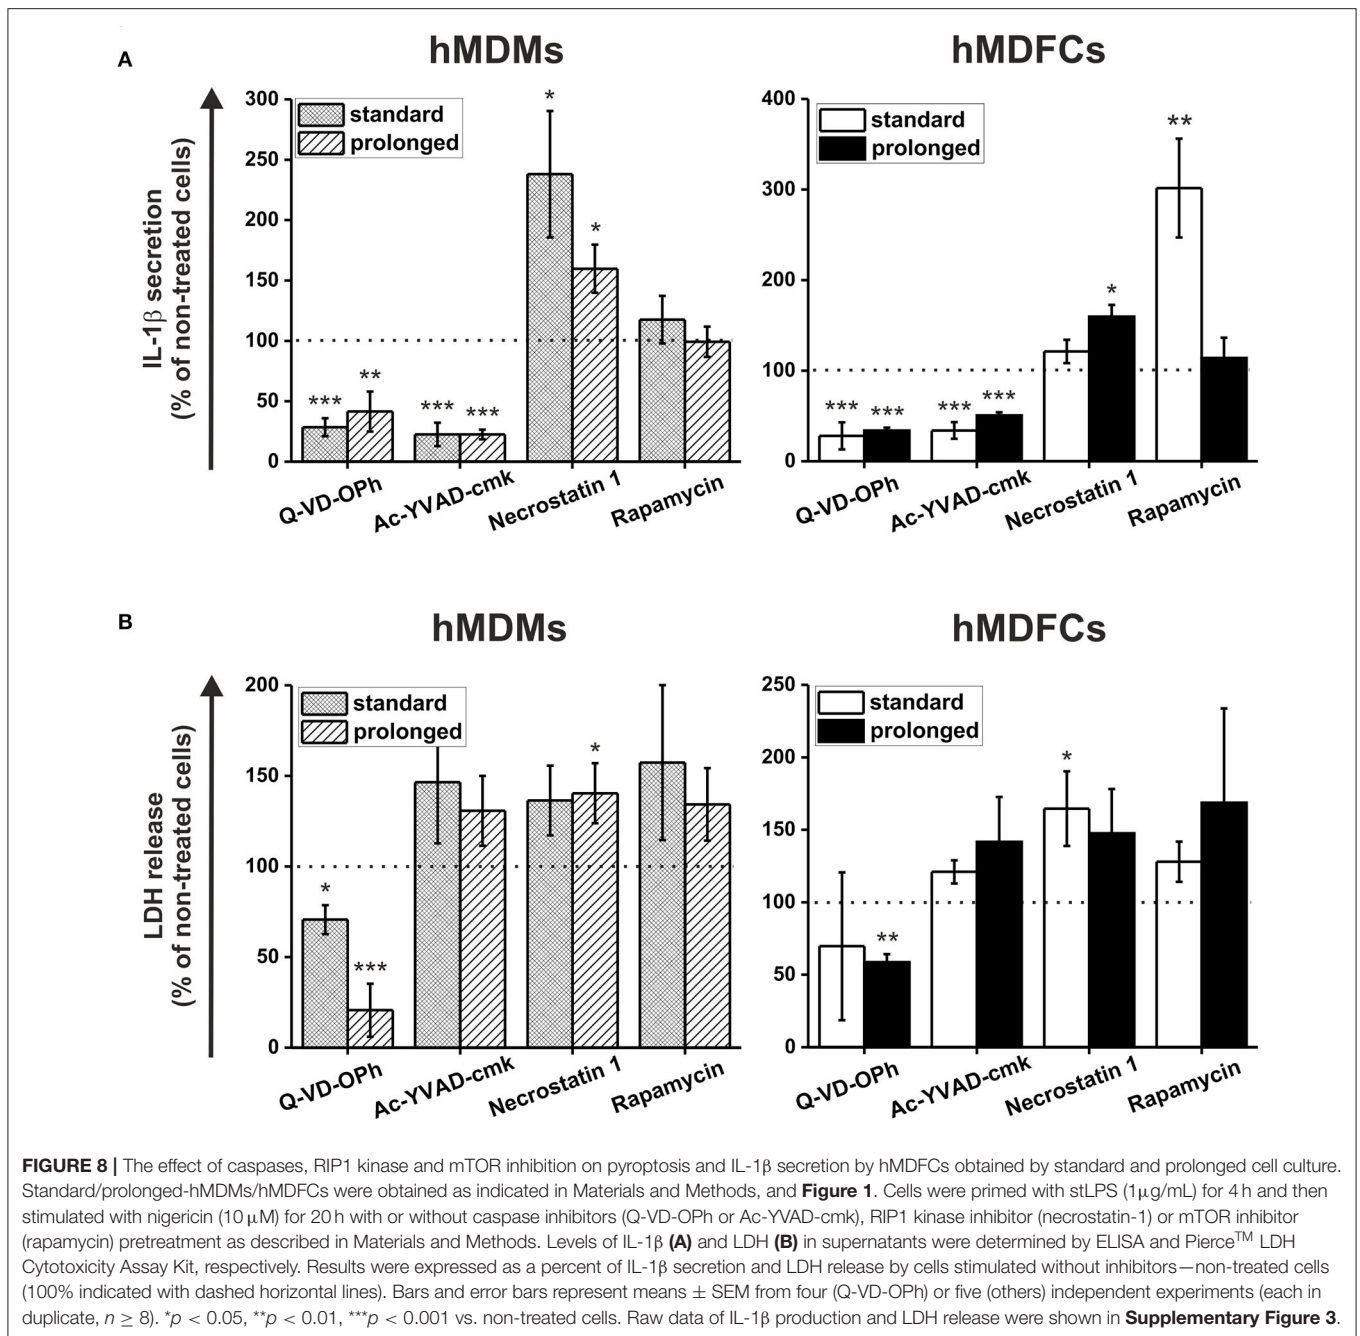 A
hMDMs
hMDFCs
IL-1β secretion
(% of non-treated cells)
300
250
200
150
100
50
0
standard
prolonged
*
*
***
**
***
***
Q-VD-OPh
Ac-YVAD-cmk
Necrostatin 1
Rapamycin
400
300
200
100
0
standard
prolonged
**
*
***
***
***
***
Q-VD-OPh
Ac-YVAD-cmk
Necrostatin 1
Rapamycin
B
hMDMs
hMDFCs
LDH release
(% of non-treated cells)
200
150
100
50
0
standard
prolonged
*
*
***
Q-VD-OPh
Ac-YVAD-cmk
Necrostatin 1
Rapamycin
250
200
150
100
50
0
standard
prolonged
*
**
Q-VD-OPh
Ac-YVAD-cmk
Necrostatin 1
Rapamycin
FIGURE 8 | The effect of caspases, RIP1 kinase and mTOR inhibition on pyroptosis and IL-1β secretion by hMDFCs obtained by standard and prolonged cell culture.
Standard/prolonged-hMDMs/hMDFCs were obtained as indicated in Materials and Methods, and Figure 1. Cells were primed with stLPS (1μg/mL) for 4 h and then
stimulated with nigericin (10 μM) for 20 h with or without caspase inhibitors (Q-VD-OPh or Ac-YVAD-cmk), RIP1 kinase inhibitor (necrostatin-1) or mTOR inhibitor
(rapamycin) pretreatment as described in Materials and Methods. Levels of IL-1β (A) and LDH (B) in supernatants were determined by ELISA and Pierce™ LDH
Cytotoxicity Assay Kit, respectively. Results were expressed as a percent of IL-1β secretion and LDH release by cells stimulated without inhibitors—non-treated cells
(100% indicated with dashed horizontal lines). Bars and error bars represent means ± SEM from four (Q-VD-OPh) or five (others) independent experiments (each in
duplicate, n ≥ 8). *p < 0.05, **p < 0.01, ***p < 0.001 vs. non-treated cells. Raw data of IL-1β production and LDH release were shown in Supplementary Figure 3.